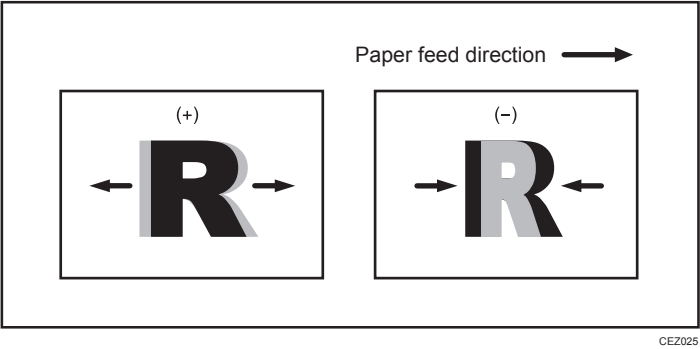 Paper feed direction
(+)
(−)
R
R
CEZ025